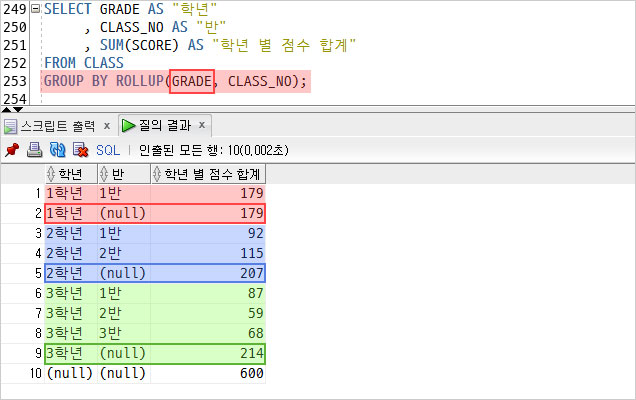 249 SELECT GRADE AS "학년"
250 , CLASS_NO AS "반"
251 , SUM(SCORE) AS "학년 별 점수 합계"
252 FROM CLASS
253 GROUP BY ROLLUP(GRADE, CLASS_NO);
254
스크립트 출력 x 질의 결과 x
SQL | 인출된 모든 행: 10(0,002초)
학년 반 학년 별 점수 합계
1 1학년 1반 179
2 1학년 (null) 179
3 2학년 1반 92
4 2학년 2반 115
5 2학년 (null) 207
6 3학년 1반 87
7 3학년 2반 59
8 3학년 3반 68
9 3학년 (null) 214
10 (null) (null) 600